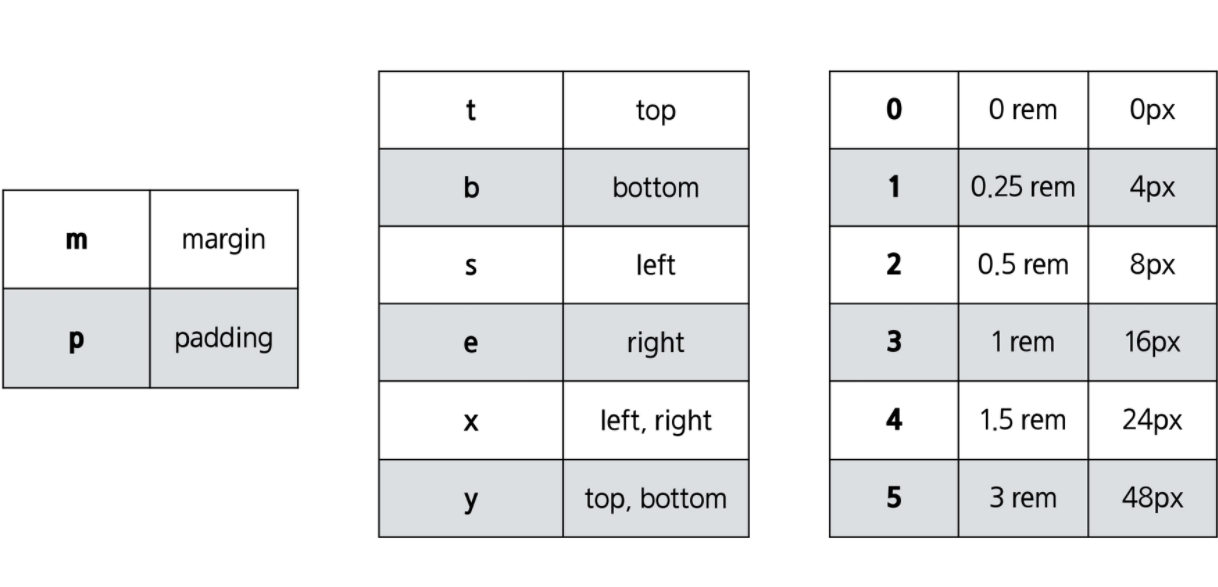 m margin
p padding
t top
b bottom
s left
e right
x left, right
y top, bottom
0 0 rem 0px
1 0.25 rem 4px
2 0.5 rem 8px
3 1 rem 16px
4 1.5 rem 24px
5 3 rem 48px